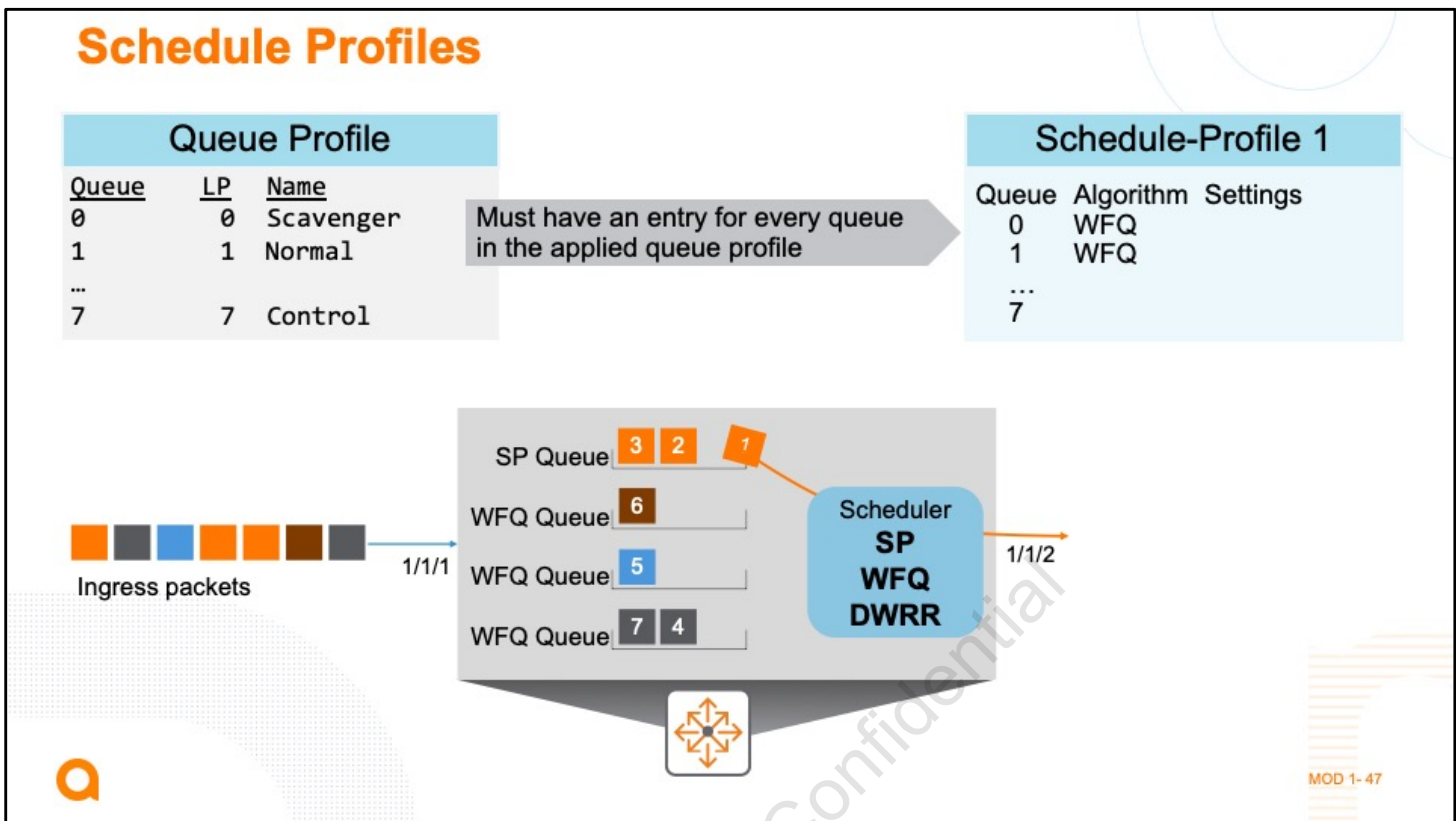 Schedule Profiles
Queue Profile
Queue LP Name
0 0 Scavenger
1 1 Normal
...
7 7 Control
Must have an entry for every queue
in the applied queue profile
Schedule-Profile 1
Queue Algorithm Settings
0 WFQ
1 WFQ
...
7
SP Queue 3 2 1
WFQ Queue 6
WFQ Queue 5
WFQ Queue 7 4
Scheduler
SP
WFQ
DWRR
Ingress packets
1/1/1
1/1/2
Confidential
MOD 1- 47